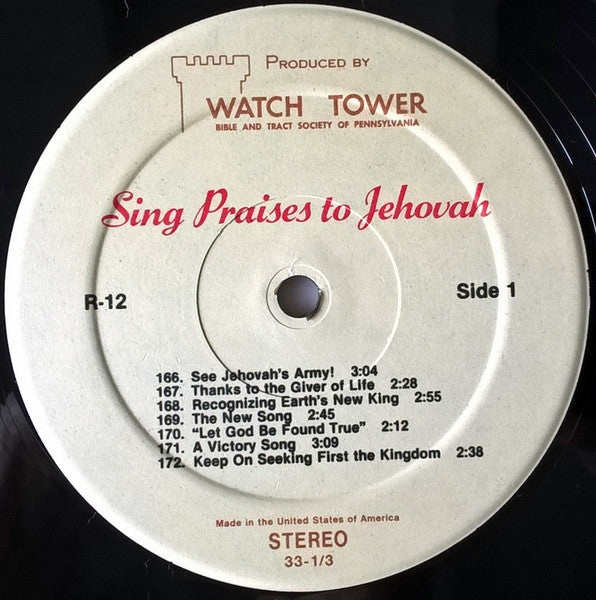 PRODUCED BY
WATCH TOWER
BIBLE AND TRACT SOCIETY OF PENNSYLVANIA
Sing Praises to Jehovah
R-12
Side 1
166. See Jehovah's Army! 3:04
167. Thanks to the Giver of Life 2:28
168. Recognizing Earth's New King 2:55
169. The New Song 2:45
170. "Let God Be Found True" 2:12
171. A Victory Song 3:09
172. Keep On Seeking First the Kingdom 2:38
Made in the United States of America
STEREO
33-1/3